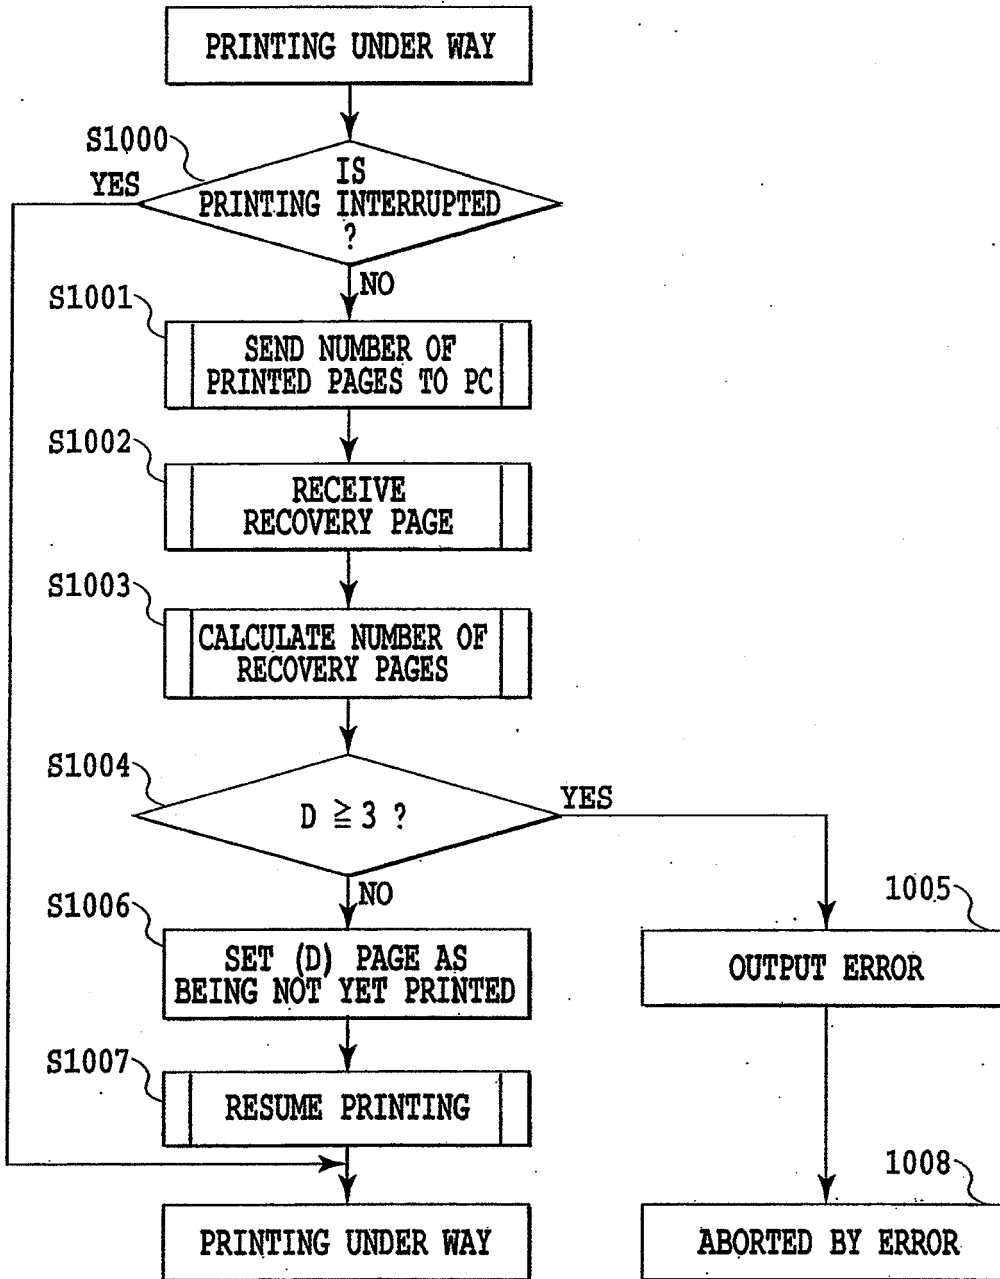 PRINTING UNDER WAY
S1000
YES
IS
PRINTING INTERRUPTED
?
NO
S1001
SEND NUMBER OF
PRINTED PAGES TO PC
S1002
RECEIVE
RECOVERY PAGE
S1003
CALCULATE NUMBER OF
RECOVERY PAGES
S1004
D ≧ 3 ?
YES
NO
S1006
SET (D) PAGE AS
BEING NOT YET PRINTED
1005
OUTPUT ERROR
S1007
RESUME PRINTING
1008
PRINTING UNDER WAY
ABORTED BY ERROR